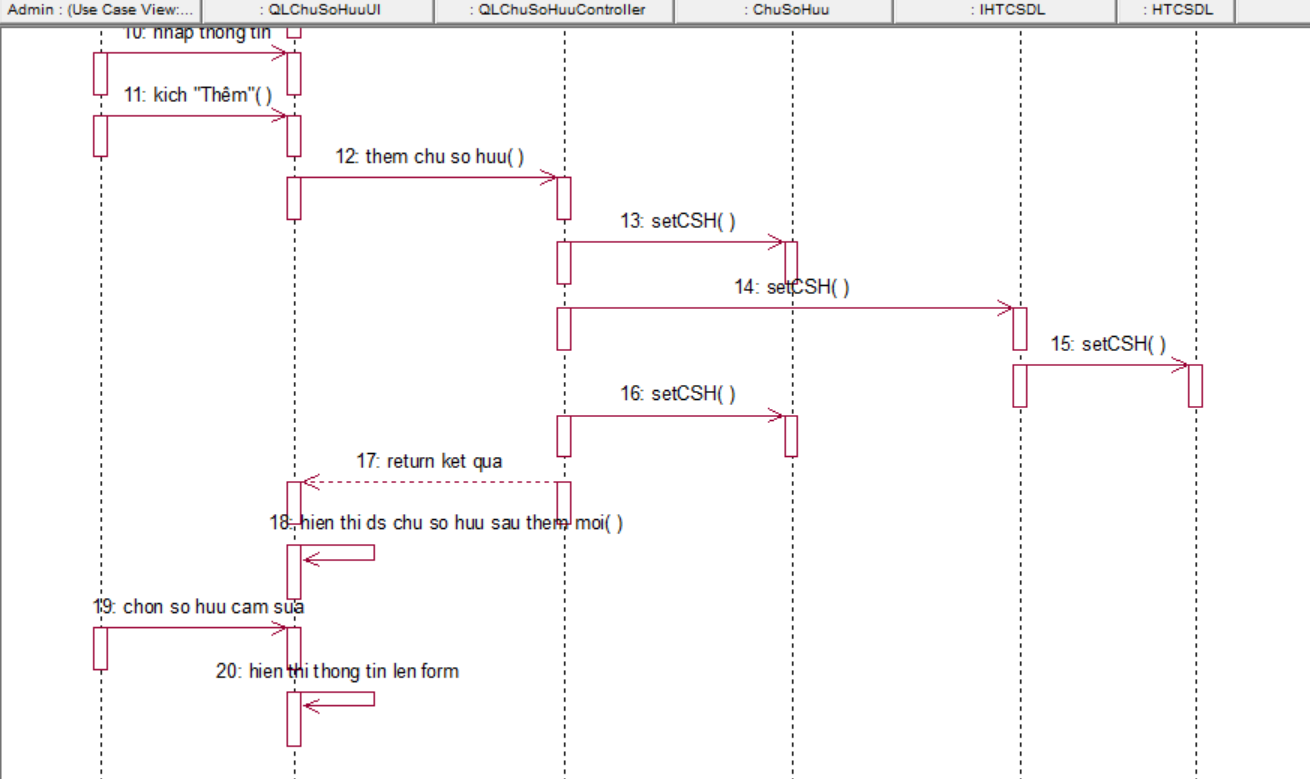 Admin : (Use Case View:...
: QLChuSoHuuUI
: QLChuSoHuuController
: ChuSoHuu
: IHTCSDL
: HTCSDL
10: nhap thong tin
11: kich "Thêm"( )
12: them chu so huu( )
13: setCSH( )
14: setCSH( )
15: setCSH( )
16: setCSH( )
17: return ket qua
18: hien thi ds chu so huu sau them moi( )
19: chon so huu cam sua
20: hien thi thong tin len form